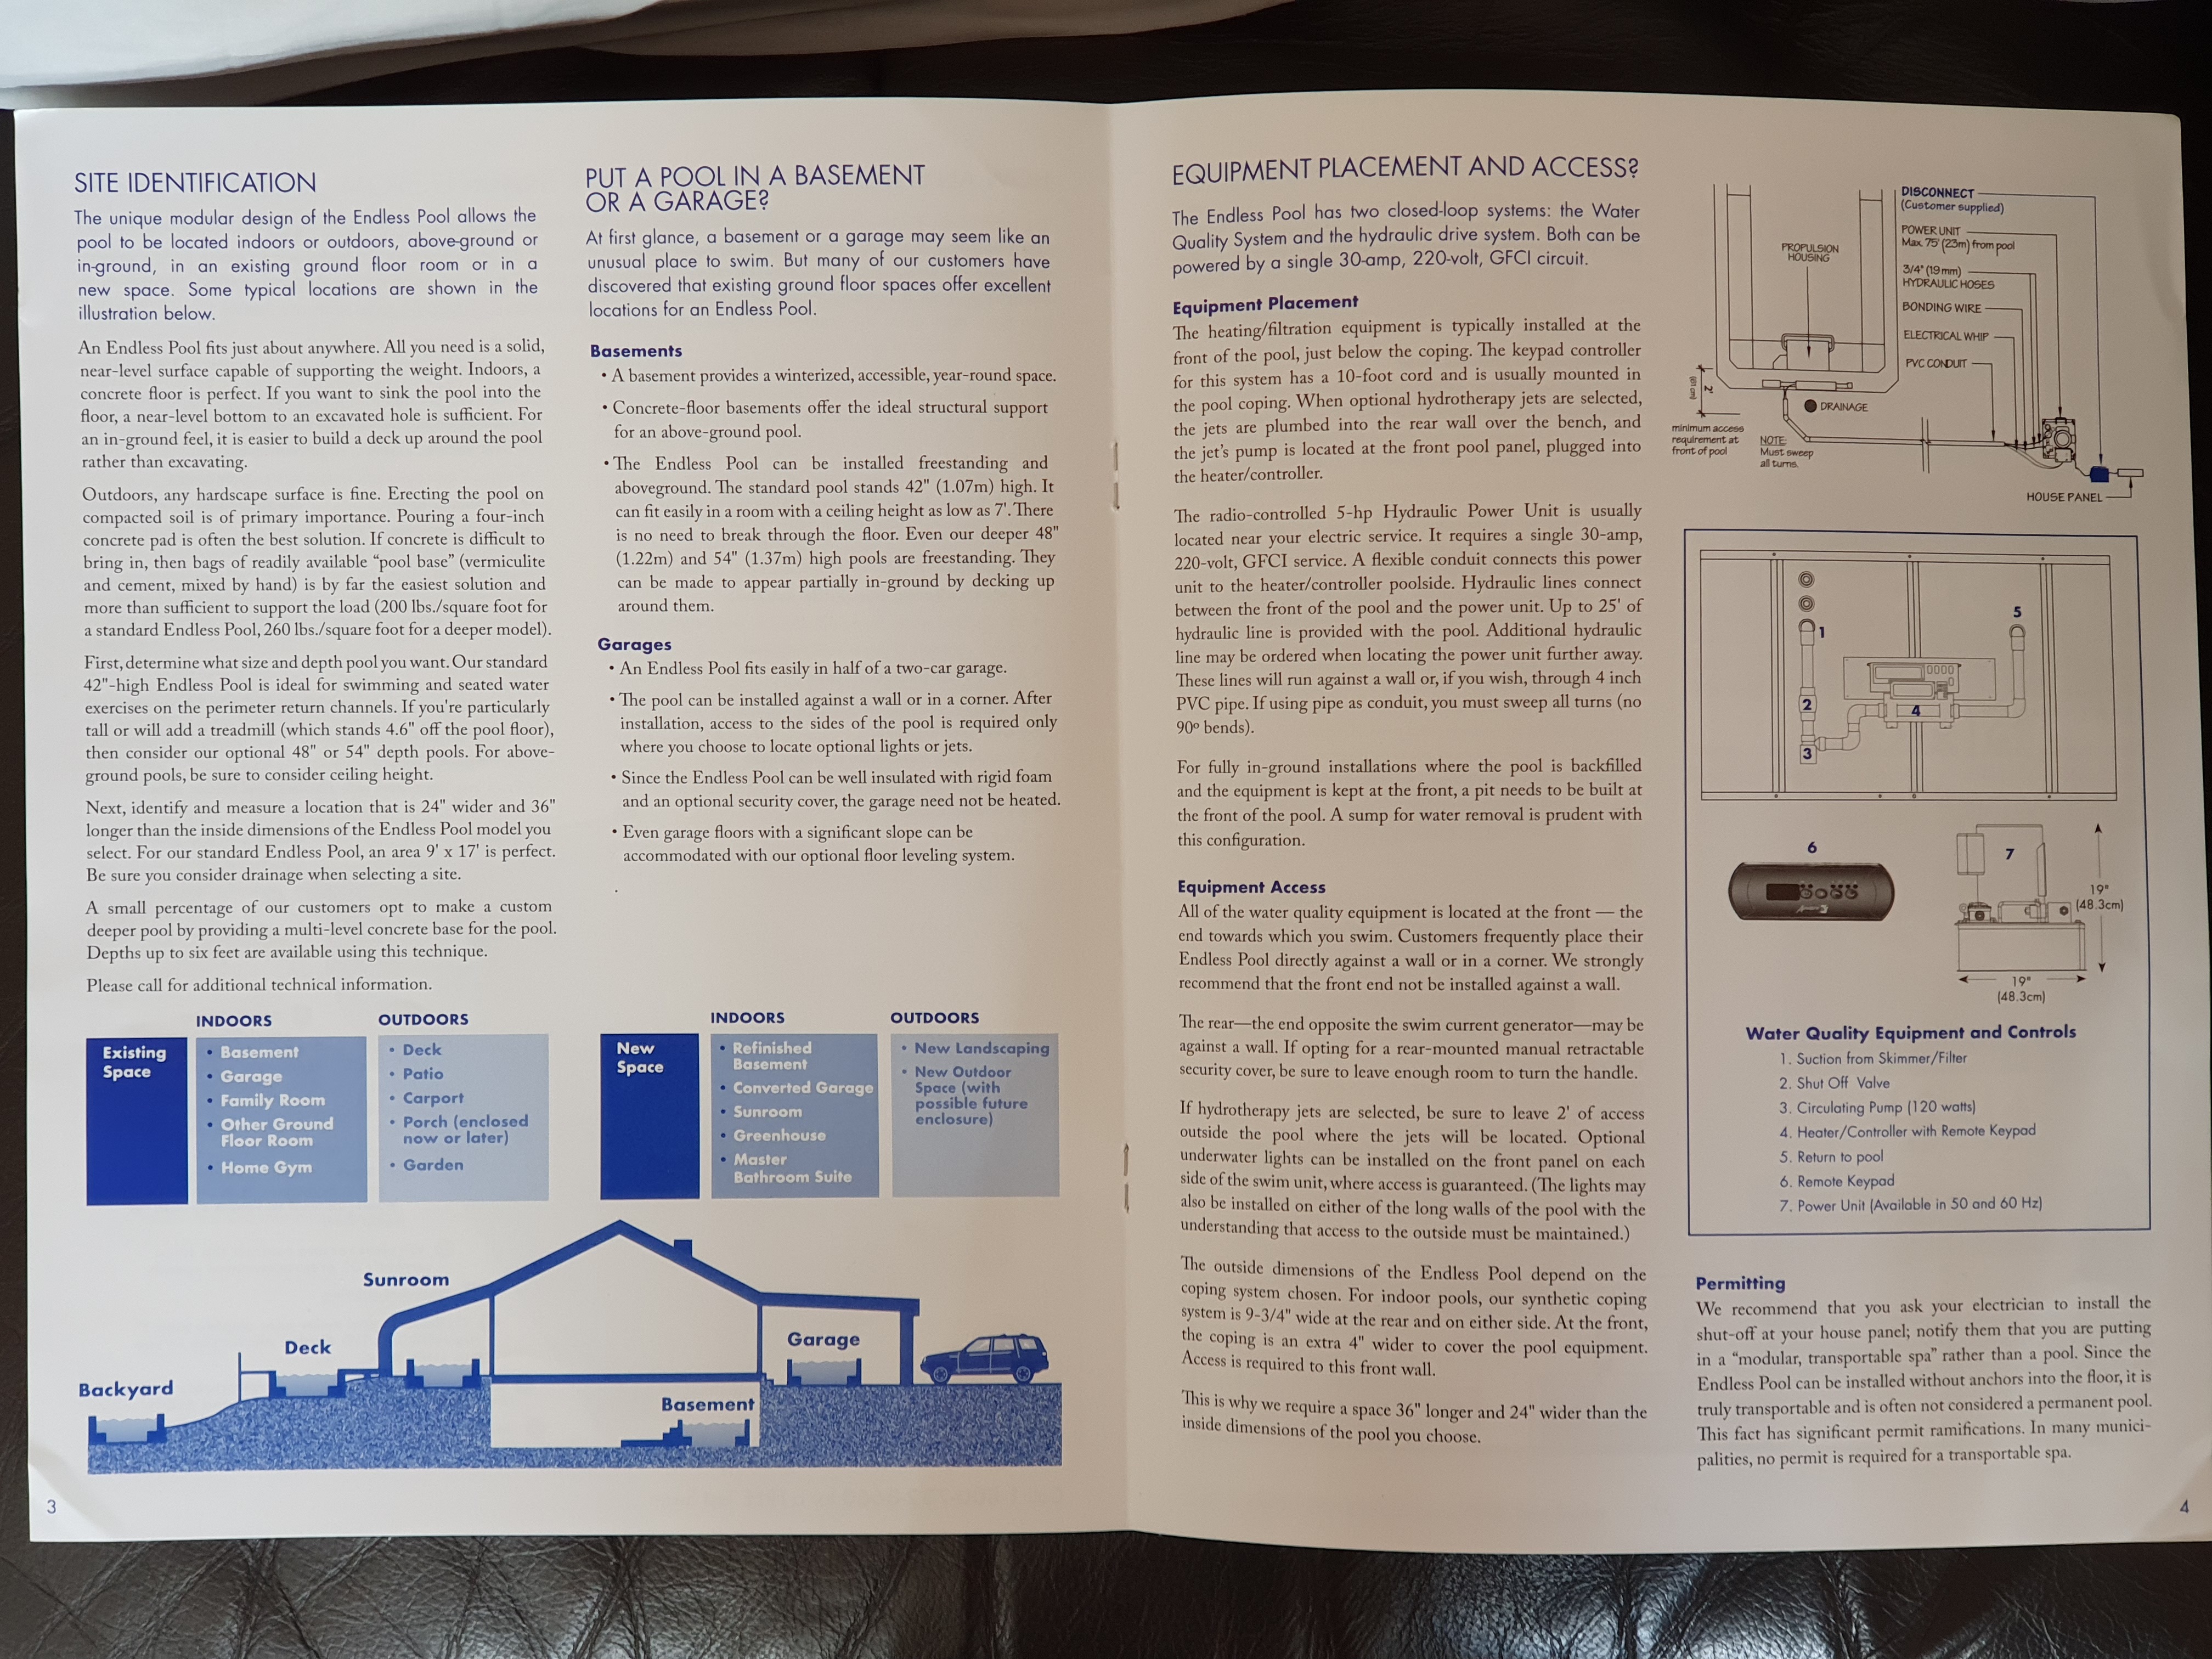 SITE IDENTIFICATION
The unique modular design of the Endless Pool allows the
pool to be located indoors or outdoors, above-ground or
in-ground, in an existing ground floor room or in a
new space. Some typical locations are shown in the
illustration below.
An Endless Pool fits just about anywhere. All you need is a solid,
near-level surface capable of supporting the weight. Indoors, a
concrete floor is perfect. If you want to sink the pool into the
floor, a near-level bottom to an excavated hole is sufficient. For
an in-ground feel, it is easier to build a deck up around the pool
rather than excavating.
Outdoors, any hardscape surface is fine. Erecting the pool on
compacted soil is of primary importance. Pouring a four-inch
concrete pad is often the best solution. If concrete is difficult to
bring in, then bags of readily available “pool base” (vermiculite
and cement, mixed by hand) is by far the easiest solution and
more than sufficient to support the load (200 lbs./square foot for
a standard Endless Pool, 260 lbs./square foot for a deeper model).
First, determine what size and depth pool you want. Our standard
42"-high Endless Pool is ideal for swimming and seated water
exercises on the perimeter return channels. If you're particularly
tall or will add a treadmill (which stands 4.6" off the pool floor),
then consider our optional 48" or 54" depth pools. For above-
ground pools, be sure to consider ceiling height.
Next, identify and measure a location that is 24" wider and 36"
longer than the inside dimensions of the Endless Pool model you
select. For our standard Endless Pool, an area 9' x 17' is perfect.
Be sure you consider drainage when selecting a site.
A small percentage of our customers opt to make a custom
deeper pool by providing a multi-level concrete base for the pool.
Depths up to six feet are available using this technique.
Please call for additional technical information.
PUT A POOL IN A BASEMENT
OR A GARAGE?
At first glance, a basement or a garage may seem like an
unusual place to swim. But many of our customers have
discovered that existing ground floor spaces offer excellent
locations for an Endless Pool.
Basements
• A basement provides a winterized, accessible, year-round space.
• Concrete-floor basements offer the ideal structural support
for an above-ground pool.
• The Endless Pool can be installed freestanding and
aboveground. The standard pool stands 42" (1.07m) high. It
can fit easily in a room with a ceiling height as low as 7'. There
is no need to break through the floor. Even our deeper 48"
(1.22m) and 54" (1.37m) high pools are freestanding. They
can be made to appear partially in-ground by decking up
around them.
Garages
• An Endless Pool fits easily in half of a two-car garage.
• The pool can be installed against a wall or in a corner. After
installation, access to the sides of the pool is required only
where you choose to locate optional lights or jets.
• Since the Endless Pool can be well insulated with rigid foam
and an optional security cover, the garage need not be heated.
• Even garage floors with a significant slope can be
accommodated with our optional floor leveling system.
INDOORS
OUTDOORS
Existing
Space
• Basement
• Garage
• Family Room
• Other Ground
Floor Room
• Home Gym
• Deck
• Patio
• Carport
• Porch (enclosed
now or later)
• Garden
INDOORS
OUTDOORS
New
Space
• Refinished
Basement
• Converted Garage
• Sunroom
• Greenhouse
• Master
Bathroom Suite
• New Landscaping
• New Outdoor
Space (with
possible future
enclosure)
Sunroom
Deck
Garage
Backyard
Basement
3
EQUIPMENT PLACEMENT AND ACCESS?
The Endless Pool has two closed-loop systems: the Water
Quality System and the hydraulic drive system. Both can be
powered by a single 30-amp, 220-volt, GFCI circuit.
Equipment Placement
The heating/filtration equipment is typically installed at the
front of the pool, just below the coping. The keypad controller
for this system has a 10-foot cord and is usually mounted in
the pool coping. When optional hydrotherapy jets are selected,
the jets are plumbed into the rear wall over the bench, and
the jet's pump is located at the front pool panel, plugged into
the heater/controller.
The radio-controlled 5-hp Hydraulic Power Unit is usually
located near your electric service. It requires a single 30-amp,
220-volt, GFCI service. A flexible conduit connects this power
unit to the heater/controller poolside. Hydraulic lines connect
between the front of the pool and the power unit. Up to 25' of
hydraulic line is provided with the pool. Additional hydraulic
line may be ordered when locating the power unit further away.
These lines will run against a wall or, if you wish, through 4 inch
PVC pipe. If using pipe as conduit, you must sweep all turns (no
90º bends).
For fully in-ground installations where the pool is backfilled
and the equipment is kept at the front, a pit needs to be built at
the front of the pool. A sump for water removal is prudent with
this configuration.
Equipment Access
All of the water quality equipment is located at the front — the
end towards which you swim. Customers frequently place their
Endless Pool directly against a wall or in a corner. We strongly
recommend that the front end not be installed against a wall.
The rear—the end opposite the swim current generator—may be
against a wall. If opting for a rear-mounted manual retractable
security cover, be sure to leave enough room to turn the handle.
If hydrotherapy jets are selected, be sure to leave 2' of access
outside the pool where the jets will be located. Optional
underwater lights can be installed on the front panel on each
side of the swim unit, where access is guaranteed. (The lights may
also be installed on either of the long walls of the pool with the
understanding that access to the outside must be maintained.)
The outside dimensions of the Endless Pool depend on the
coping system chosen. For indoor pools, our synthetic coping
system is 9-3/4" wide at the rear and on either side. At the front,
the coping is an extra 4" wider to cover the pool equipment.
Access is required to this front wall.
This is why we require a space 36" longer and 24" wider than the
inside dimensions of the pool you choose.
DISCONNECT
(Customer supplied)
POWER UNIT
Max. 75' (23m) from pool
3/4" (19mm)
HYDRAULIC HOSES
BONDING WIRE
ELECTRICAL WHIP
PVC CONDUIT
PROPULSION
HOUSING
2'
DRAINAGE
minimum access
requirement at
front of pool
NOTE:
Must sweep
all turns.
HOUSE PANEL
1
2
3
4
5
6
7
19"
(48.3cm)
19"
(48.3cm)
Water Quality Equipment and Controls
1. Suction from Skimmer/Filter
2. Shut Off Valve
3. Circulating Pump (120 watts)
4. Heater/Controller with Remote Keypad
5. Return to pool
6. Remote Keypad
7. Power Unit (Available in 50 and 60 Hz)
Permitting
We recommend that you ask your electrician to install the
shut-off at your house panel; notify them that you are putting
in a “modular, transportable spa” rather than a pool. Since the
Endless Pool can be installed without anchors into the floor, it is
truly transportable and is often not considered a permanent pool.
This fact has significant permit ramifications. In many munici-
palities, no permit is required for a transportable spa.
4